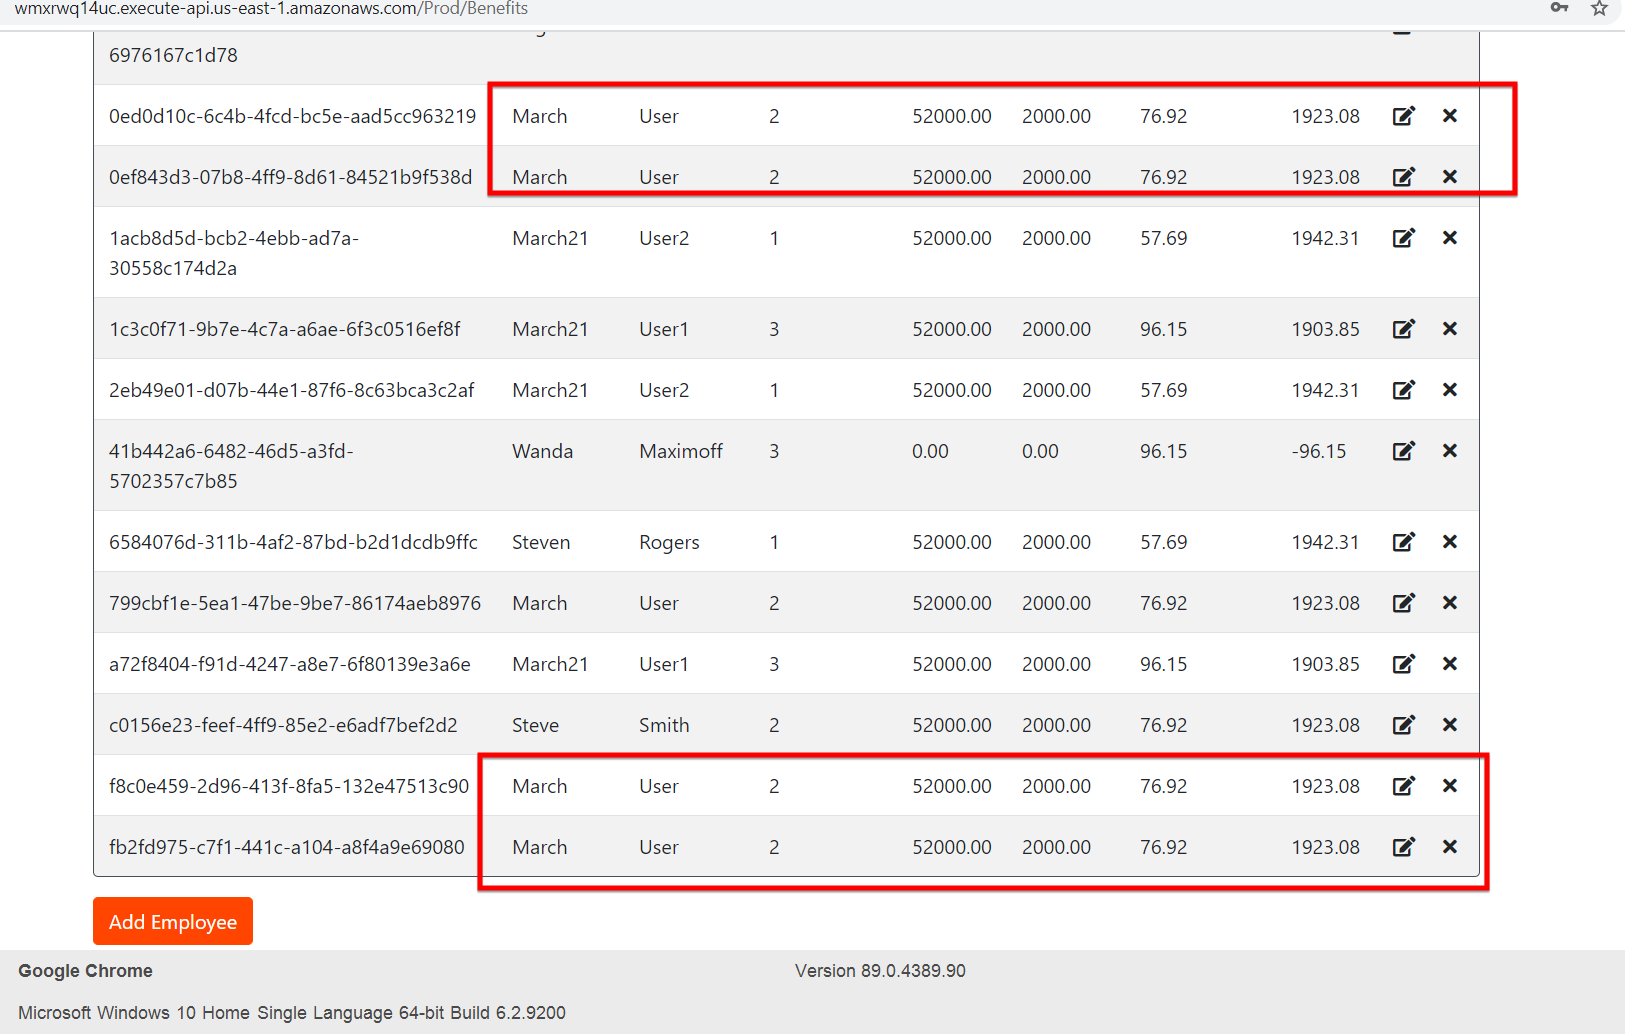 wmxrwq14uc.execute-api.us-east-1.amazonaws.com/Prod/Benefits
6976167c1d78
0ed0d10c-6c4b-4fcd-bc5e-aad5cc963219 March User 2 52000.00 2000.00 76.92 1923.08
0ef843d3-07b8-4ff9-8d61-84521b9f538d March User 2 52000.00 2000.00 76.92 1923.08
1acb8d5d-bcb2-4ebb-ad7a- March21 User2 1 52000.00 2000.00 57.69 1942.31
30558c174d2a
1c3c0f71-9b7e-4c7a-a6ae-6f3c0516ef8f March21 User1 3 52000.00 2000.00 96.15 1903.85
2eb49e01-d07b-44e1-87f6-8c63bca3c2af March21 User2 1 52000.00 2000.00 57.69 1942.31
41b442a6-6482-46d5-a3fd- Wanda Maximoff 3 0.00 0.00 96.15 -96.15
5702357c7b85
6584076d-311b-4af2-87bd-b2d1dcdb9ffc Steven Rogers 1 52000.00 2000.00 57.69 1942.31
799cbf1e-5ea1-47be-9be7-86174aeb8976 March User 2 52000.00 2000.00 76.92 1923.08
a72f8404-f91d-4247-a8e7-6f80139e3a6e March21 User1 3 52000.00 2000.00 96.15 1903.85
c0156e23-feef-4ff9-85e2-e6adf7bef2d2 Steve Smith 2 52000.00 2000.00 76.92 1923.08
f8c0e459-2d96-413f-8fa5-132e47513c90 March User 2 52000.00 2000.00 76.92 1923.08
fb2fd975-c7f1-441c-a104-a8f4a9e69080 March User 2 52000.00 2000.00 76.92 1923.08
Add Employee
Google Chrome Version 89.0.4389.90
Microsoft Windows 10 Home Single Language 64-bit Build 6.2.9200